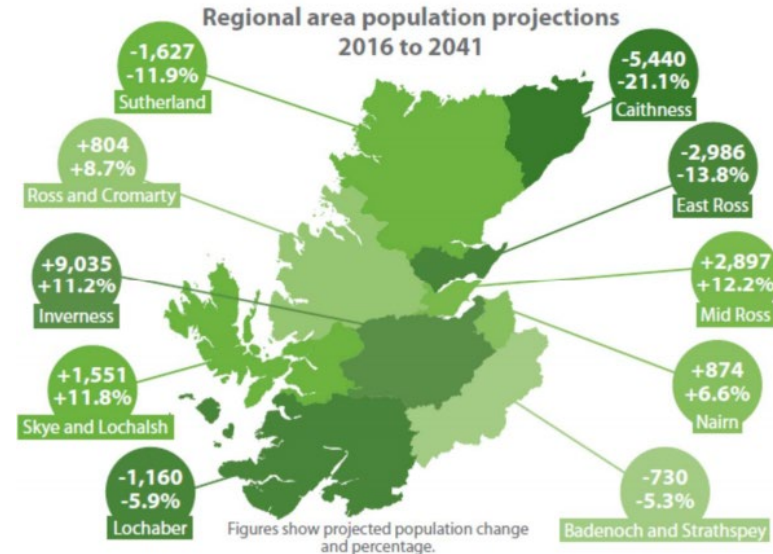 Regional area population projections
2016 to 2041
-1,627
-11.9%
Sutherland
-5,440
-21.1%
Caithness
+804
+8.7%
Ross and Cromarty
-2,986
-13.8%
East Ross
+9,035
+11.2%
Inverness
+2,897
+12.2%
Mid Ross
+1,551
+11.8%
Skye and Lochalsh
+874
+6.6%
Nairn
-1,160
-5.9%
Lochaber
-730
-5.3%
Badenoch and Strathspey
Figures show projected population change
and percentage.